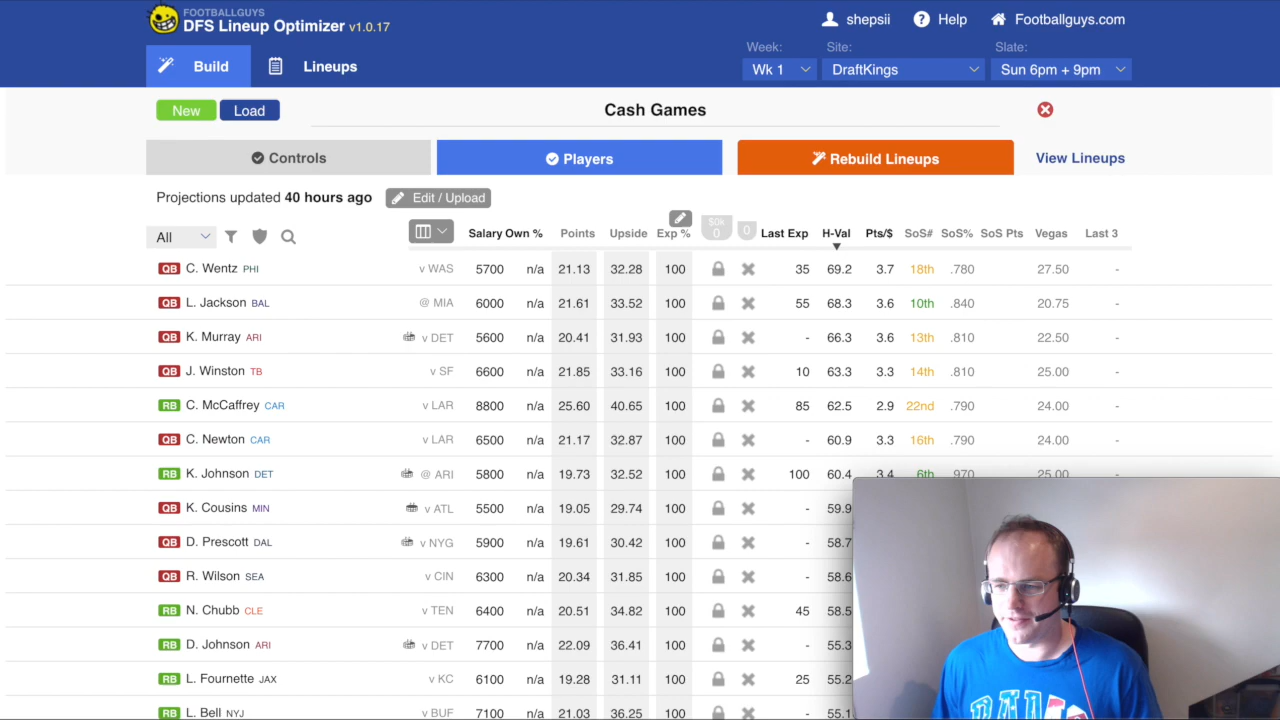 FOOTBALLGUYS
DFS Lineup Optimizer v1.0.17
shepsii ? Help Footballguys.com
Week: Site: Slate:
Build Lineups Wk 1 DraftKings Sun 6pm + 9pm
New Load Cash Games
Controls Players Rebuild Lineups View Lineups
Projections updated 40 hours ago Edit / Upload
All Salary Own % Points Upside Exp % $0k 0 0 Last Exp H-Val Pts/$ SoS# SoS% SoS Pts Vegas Last 3
QB C. Wentz PHI v WAS 5700 n/a 21.13 32.28 100 35 69.2 3.7 18th .780 27.50 -
QB L. Jackson BAL @ MIA 6000 n/a 21.61 33.52 100 55 68.3 3.6 10th .840 20.75 -
QB K. Murray ARI v DET 5600 n/a 20.41 31.93 100 - 66.3 3.6 13th .810 22.50 -
QB J. Winston TB v SF 6600 n/a 21.85 33.16 100 10 63.3 3.3 14th .810 25.00 -
RB C. McCaffrey CAR v LAR 8800 n/a 25.60 40.65 100 85 62.5 2.9 22nd .790 24.00 -
QB C. Newton CAR v LAR 6500 n/a 21.17 32.87 100 - 60.9 3.3 16th .790 24.00 -
RB K. Johnson DET @ ARI 5800 n/a 19.73 32.52 100 100 60.4 3.4 6th .970 25.00 -
QB K. Cousins MIN v ATL 5500 n/a 19.05 29.74 100 - 59.9
QB D. Prescott DAL v NYG 5900 n/a 19.61 30.42 100 - 58.7
QB R. Wilson SEA v CIN 6300 n/a 20.34 31.85 100 - 58.6
RB N. Chubb CLE v TEN 6400 n/a 20.51 34.82 100 45 58.5
RB D. Johnson ARI v DET 7700 n/a 22.09 36.41 100 - 55.3
RB L. Fournette JAX v KC 6100 n/a 19.28 31.11 100 25 55.2
RB L. Bell NYJ v BUF 7100 n/a 21.03 36.25 100 - 55.1